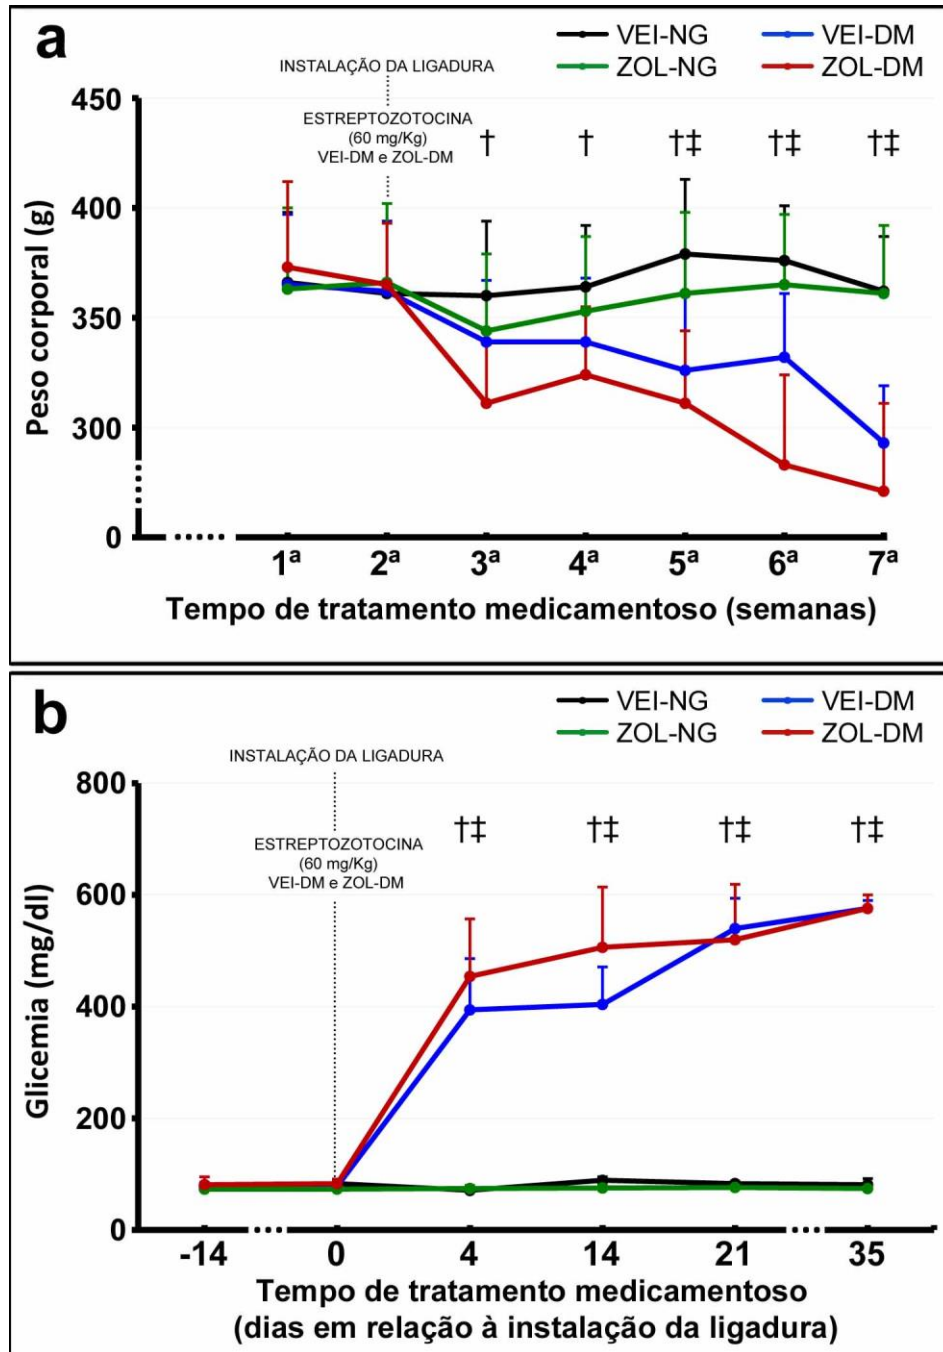 a
VEI-NG VEI-DM
ZOL-NG ZOL-DM
INSTALAÇÃO DA LIGADURA
ESTREPTOZOTOCINA
(60 mg/Kg)
VEI-DM e ZOL-DM
† † †‡ †‡ †‡
Peso corporal (g)
450
400
350
300
0
1ª 2ª 3ª 4ª 5ª 6ª 7ª
Tempo de tratamento medicamentoso (semanas)
b
VEI-NG VEI-DM
ZOL-NG ZOL-DM
INSTALAÇÃO DA LIGADURA
ESTREPTOZOTOCINA
(60 mg/Kg)
VEI-DM e ZOL-DM
†‡ †‡ †‡ †‡
Glicemia (mg/dl)
800
600
400
200
0
-14 0 4 14 21 35
Tempo de tratamento medicamentoso
(dias em relação à instalação da ligadura)